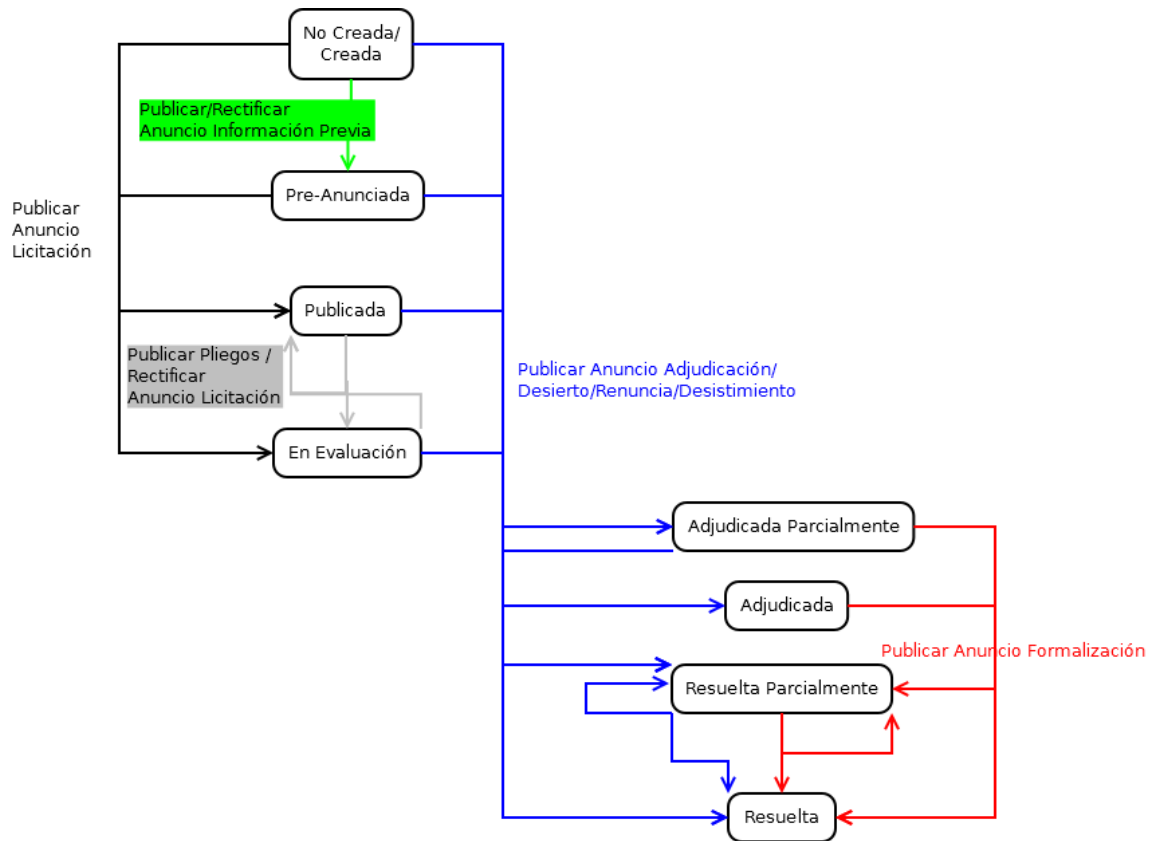 No Creada/
Creada
Publicar/Rectificar
Anuncio Información Previa
Pre-Anunciada
Publicar
Anuncio
Licitación
Publicada
Publicar Pliegos /
Rectificar
Anuncio Licitación
Publicar Anuncio Adjudicación/
Desierto/Renuncia/Desistimiento
En Evaluación
Adjudicada Parcialmente
Adjudicada
Publicar Anuncio Formalización
Resuelta Parcialmente
Resuelta